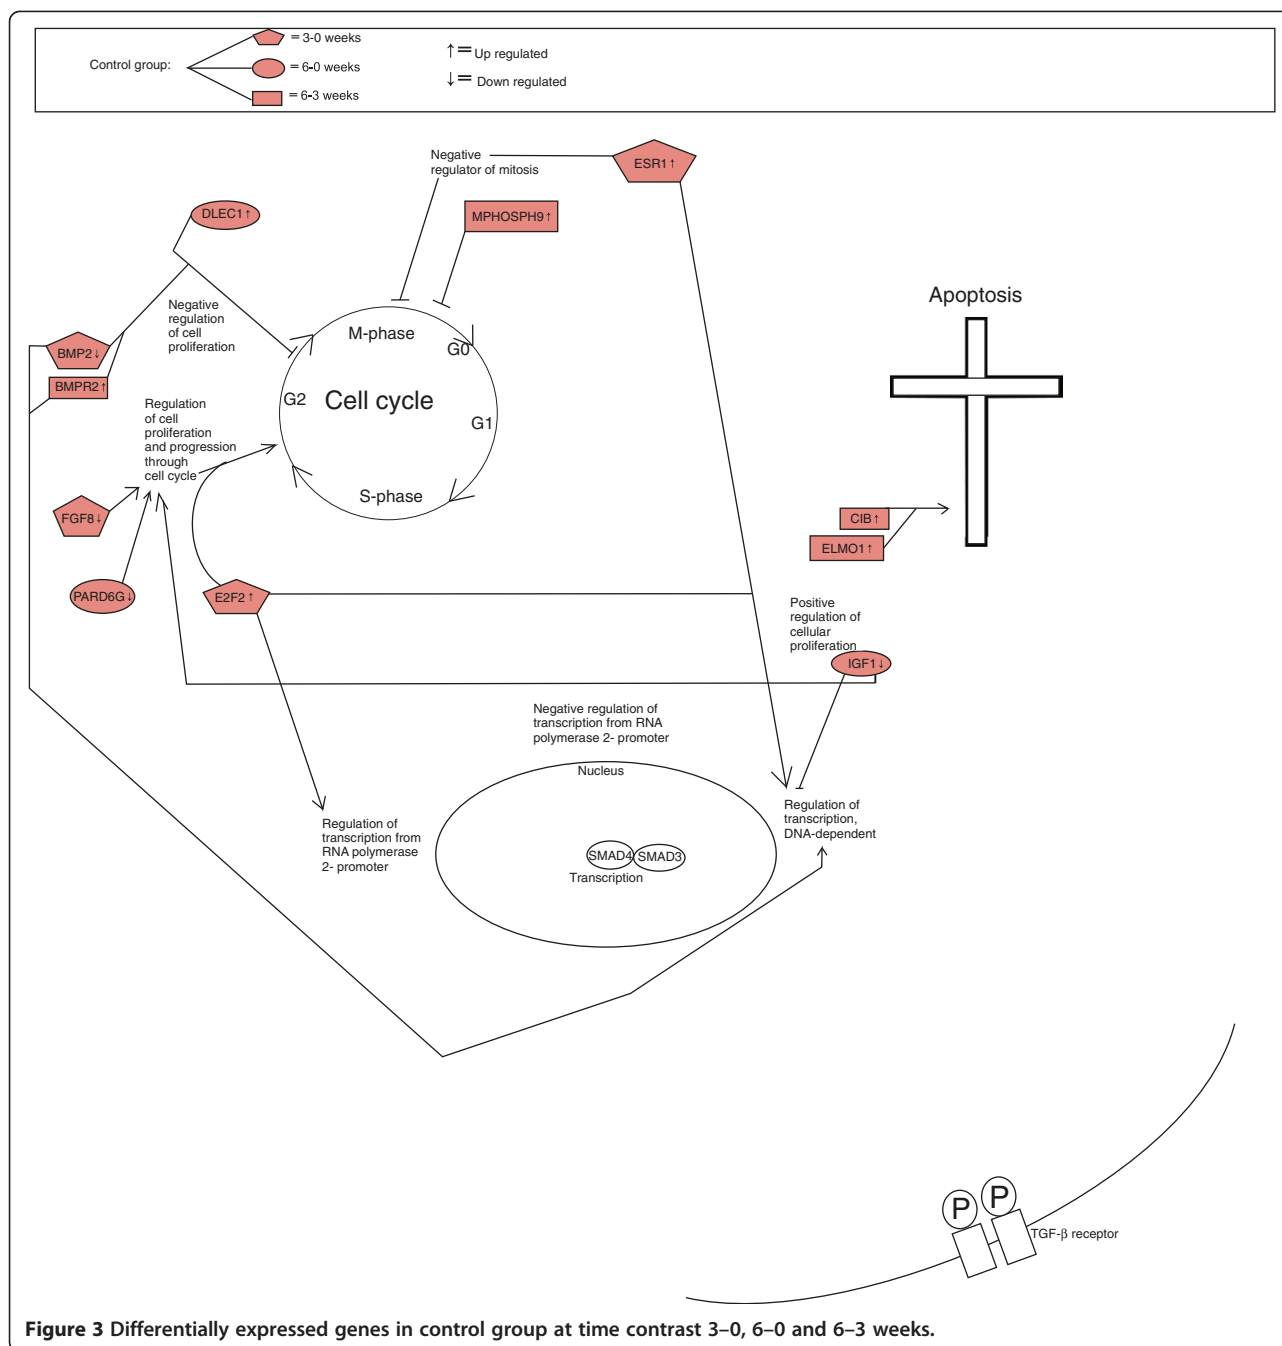 Control group:
= 3-0 weeks
= 6-0 weeks
= 6-3 weeks
↑= Up regulated
↓= Down regulated
Negative
regulator of mitosis
ESR1↑
DLEC1↑
MPHOSPH9↑
Negative
regulation
of cell
proliferation
BMP2↓
BMPR2↑
M-phase
G0
G1
S-phase
G2
Cell cycle
Apoptosis
Regulation
of cell
proliferation
and progression
through
cell cycle
FGF8↓
PARD6G↓
E2F2↑
CIB↑
ELMO1↑
Positive
regulation of
cellular
proliferation
IGF1↓
Negative regulation of
transcription from RNA
polymerase 2- promoter
Nucleus
SMAD4
SMAD3
Transcription
Regulation of
transcription from
RNA polymerase
2- promoter
Regulation of
transcription,
DNA-dependent
P
P
TGF-β receptor
Figure 3 Differentially expressed genes in control group at time contrast 3–0, 6–0 and 6–3 weeks.